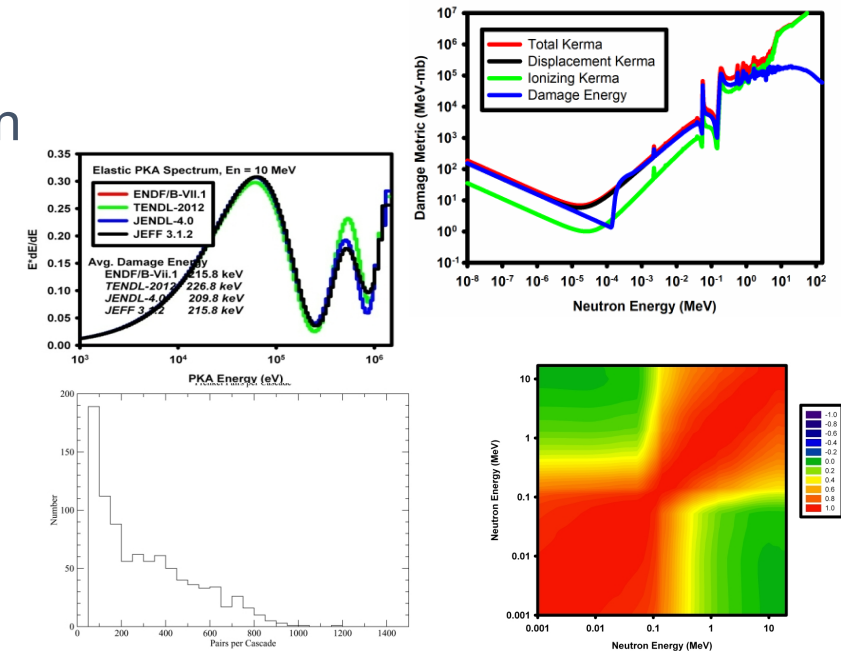 n
Elastic PKA Spectrum, En = 10 MeV
ENDF/B-VII.1
TENDL-2012
JENDL-4.0
JEFF 3.1.2
Avg. Damage Energy
ENDF/B-Vii.1 215.8 keV
TENDL-2012 226.8 keV
JENDL-4.0 209.8 keV
JEFF 3.1.2 215.8 keV
E*dE/dE
0.35
0.30
0.25
0.20
0.15
0.10
0.05
0.00
10³ 10⁴ 10⁵ 10⁶
PKA Energy (eV)
Total Kerma
Displacement Kerma
Ionizing Kerma
Damage Energy
Damage Metric (MeV-mb)
10⁷
10⁶
10⁵
10⁴
10³
10²
10¹
10⁰
10⁻¹
10⁻⁸ 10⁻⁷ 10⁻⁶ 10⁻⁵ 10⁻⁴ 10⁻³ 10⁻² 10⁻¹ 10⁰ 10¹ 10²
Neutron Energy (MeV)
Pairs per Cascade
Number
200
150
100
50
0
0 200 400 600 800 1000 1200 1400
Pairs per Cascade
Neutron Energy (MeV)
10
1
0.1
0.01
0.001
0.001 0.01 0.1 1 10
Neutron Energy (MeV)
-1.0
-0.8
-0.6
-0.4
-0.2
0.0
0.2
0.4
0.6
0.8
1.0